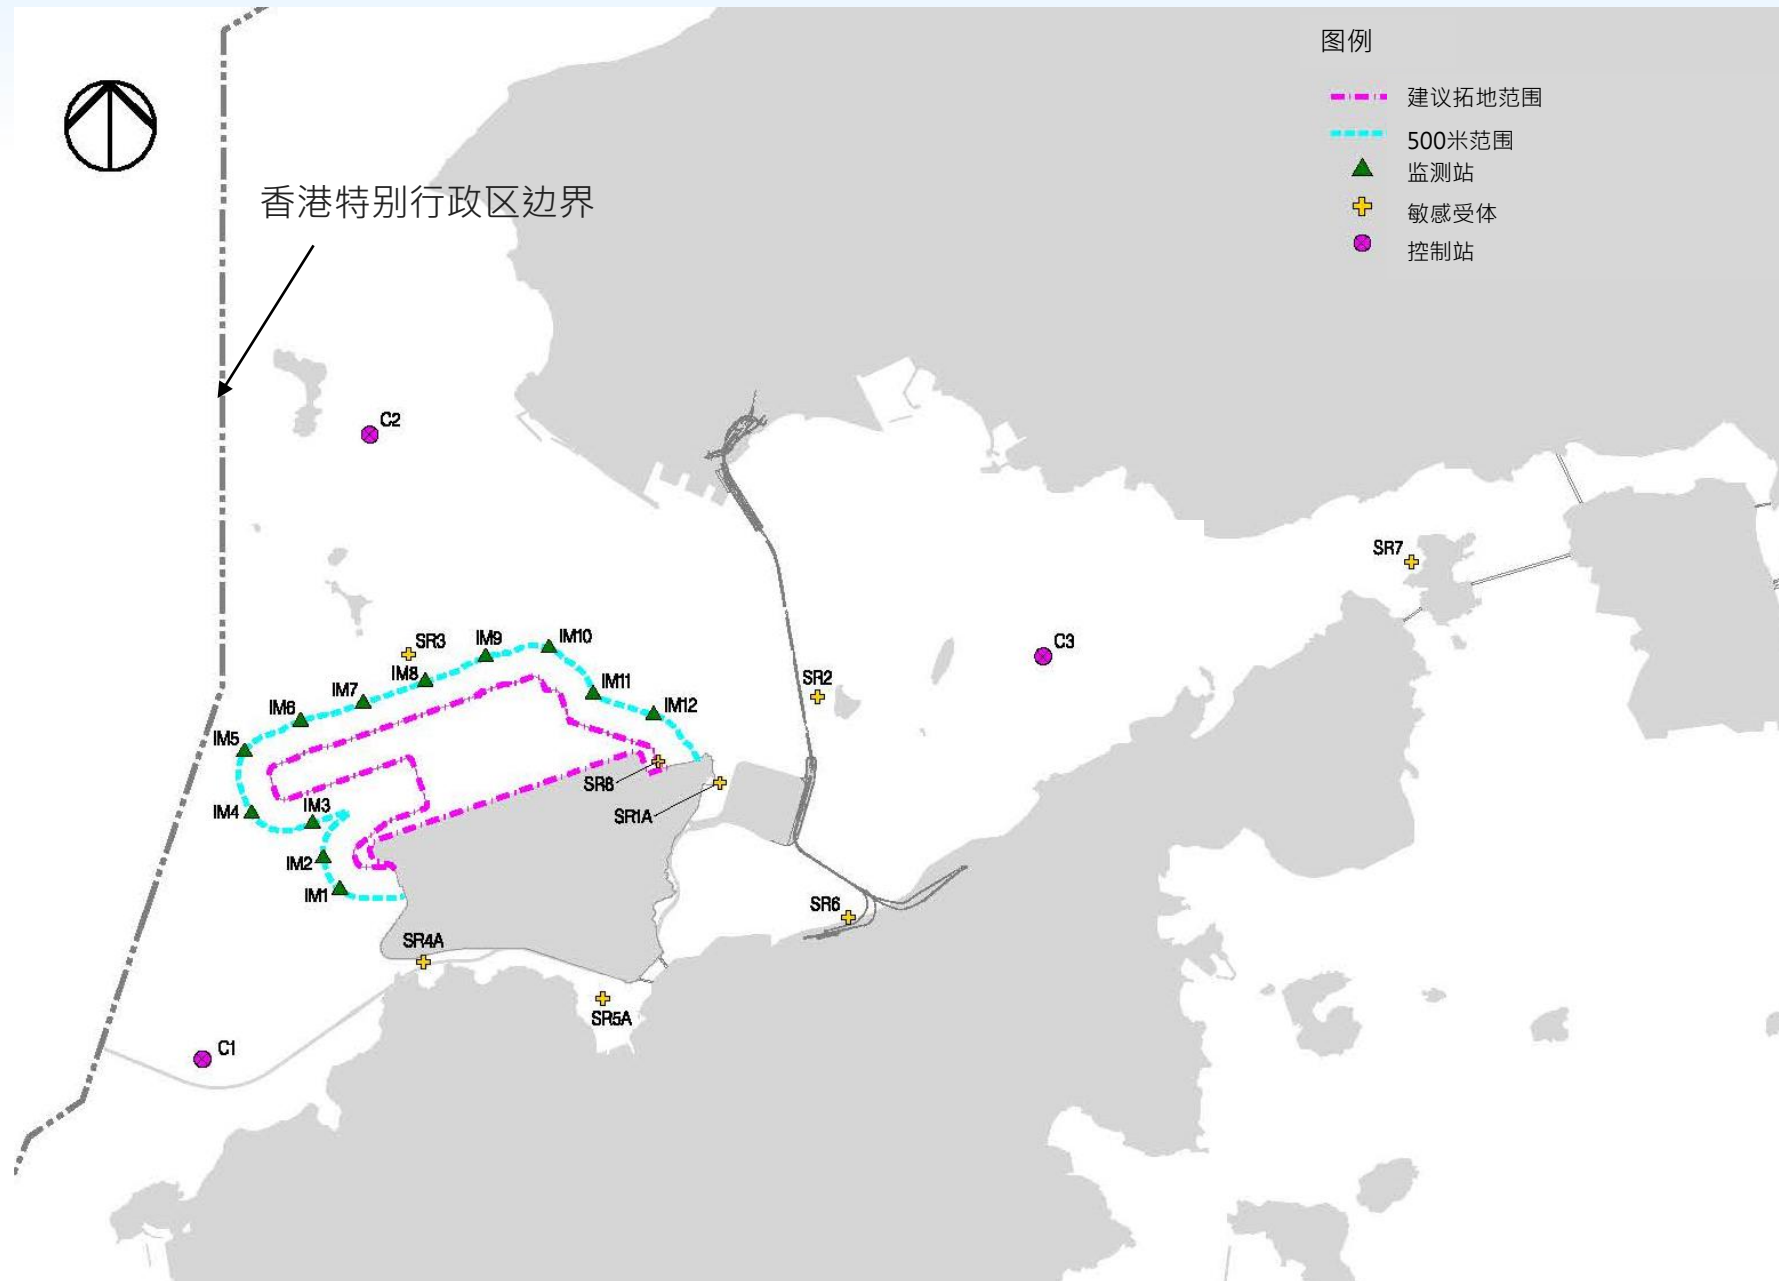 图例
建议拓地范围
500米范围
监测站
敏感受体
控制站
香港特别行政区边界
C2
SR7
SR3
IM9
IM10
C3
IM8
IM7
IM11
SR2
IM6
IM12
IM5
SR8
IM4
IM3
SR1A
IM2
IM1
SR6
SR4A
SR5A
C1